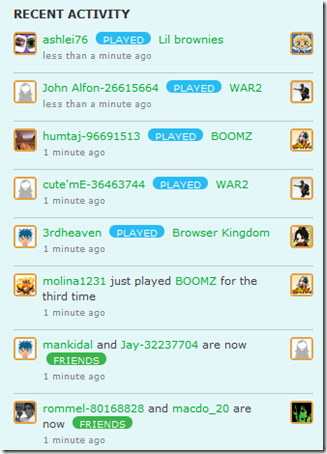 RECENT ACTIVITY
ashlei76 PLAYED Lil brownies
less than a minute ago
John Alfon-26615664 PLAYED WAR2
less than a minute ago
humtaj-96691513 PLAYED BOOMZ
1 minute ago
cute'mE-36463744 PLAYED WAR2
1 minute ago
3rdheaven PLAYED Browser Kingdom
1 minute ago
molina1231 just played BOOMZ for the
third time
1 minute ago
mankidal and Jay-32237704 are now
FRIENDS
1 minute ago
rommel-80168828 and macdo_20 are
now FRIENDS
1 minute ago